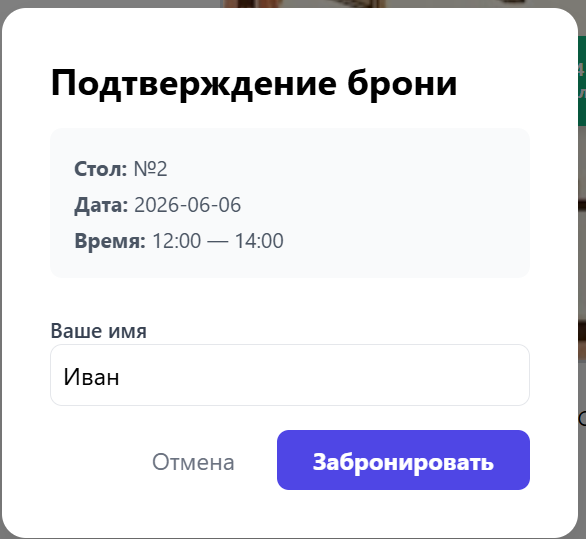 Подтверждение брони
Стол: №2
Дата: 2026-06-06
Время: 12:00 — 14:00
Ваше имя
Иван
Отмена
Забронировать